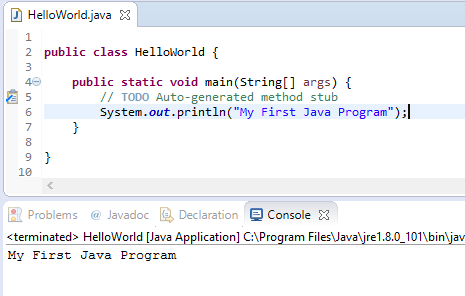 HelloWorld.java
1
2 public class HelloWorld {
3
4 public static void main(String[] args) {
5 // TODO Auto-generated method stub
6 System.out.println("My First Java Program");
7 }
8
9 }
10
Problems @ Javadoc Declaration Console
<terminated> HelloWorld [Java Application] C:\Program Files\Java\jre1.8.0_101\bin\jav
My First Java Program